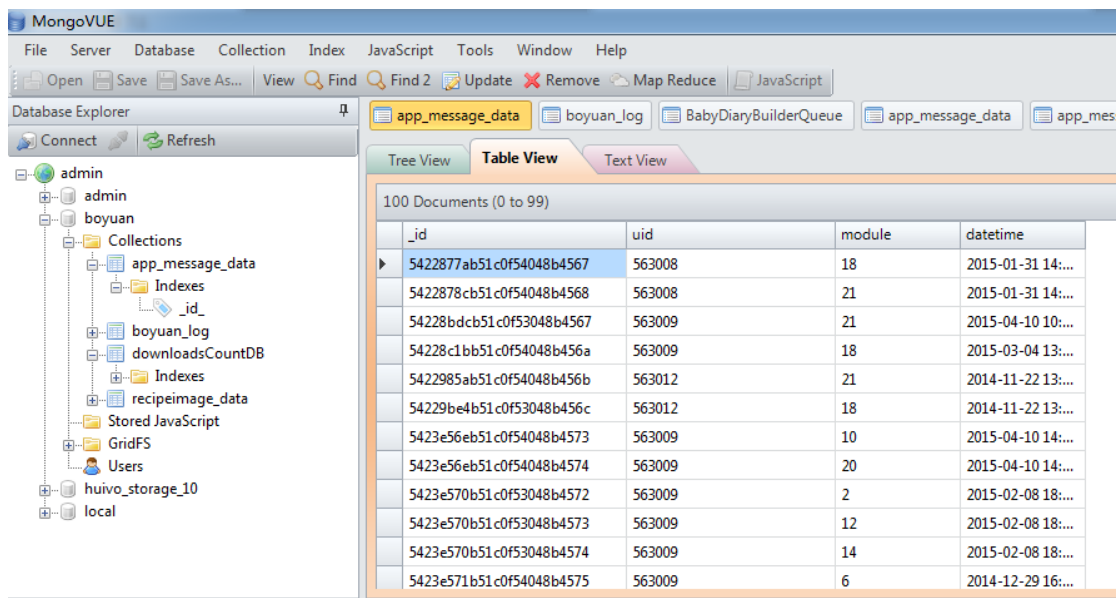 MongoVUE
File Server Database Collection Index JavaScript Tools Window Help
Open Save Save As... View Find Find 2 Update Remove Map Reduce JavaScript
Database Explorer
Connect Refresh
admin
admin
boyuan
Collections
app_message_data
Indexes
_id_
boyuan_log
downloadsCountDB
Indexes
recipeimage_data
Stored JavaScript
GridFS
Users
huivo_storage_10
local
app_message_data boyuan_log BabyDiaryBuilderQueue app_message_data app_mes
Tree View Table View Text View
100 Documents (0 to 99)
_id uid module datetime
5422877ab51c0f54048b4567 563008 18 2015-01-31 14:...
5422878cb51c0f54048b4568 563008 21 2015-01-31 14:...
54228bdcb51c0f53048b4567 563009 21 2015-04-10 10:...
54228c1bb51c0f54048b456a 563009 18 2015-03-04 13:...
5422985ab51c0f54048b456b 563012 21 2014-11-22 13:...
54229be4b51c0f53048b456c 563012 18 2014-11-22 13:...
5423e56eb51c0f54048b4573 563009 10 2015-04-10 14:...
5423e56eb51c0f54048b4574 563009 20 2015-04-10 14:...
5423e570b51c0f54048b4572 563009 2 2015-02-08 18:...
5423e570b51c0f53048b4573 563009 12 2015-02-08 18:...
5423e570b51c0f53048b4574 563009 14 2015-02-08 18:...
5423e571b51c0f54048b4575 563009 6 2014-12-29 16:...